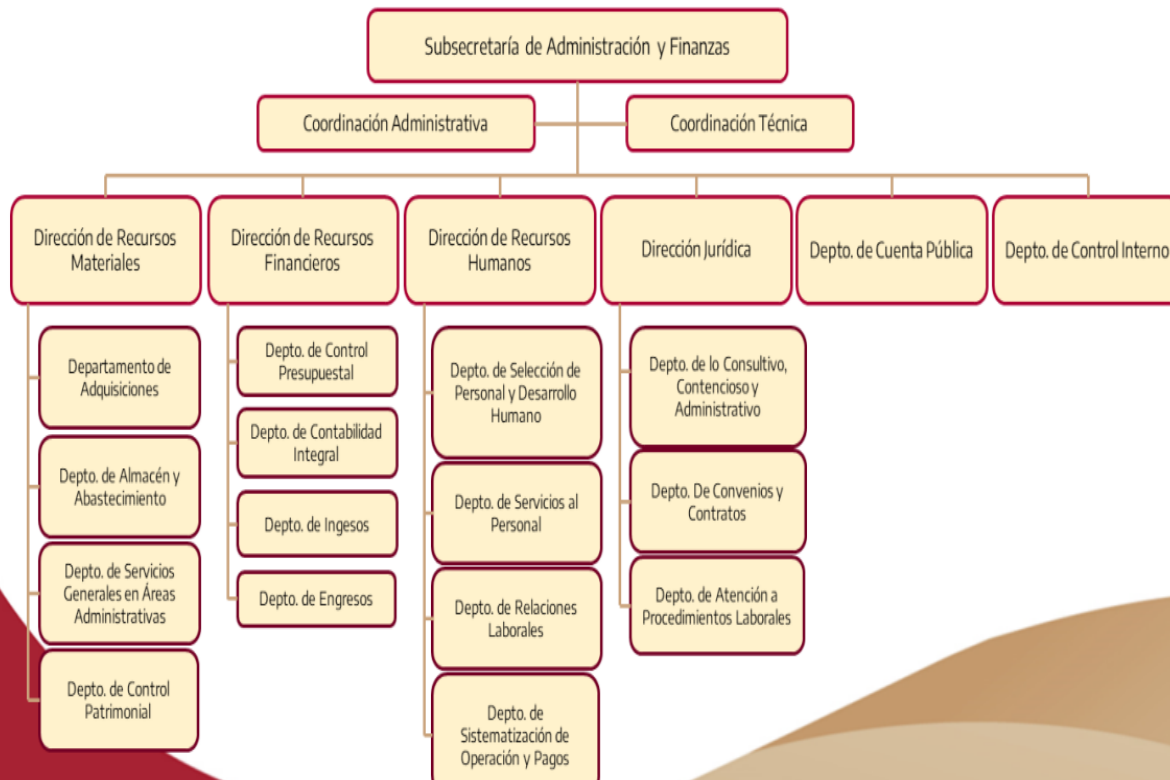 Subsecretaría de Administración y Finanzas
Coordinación Administrativa
Coordinación Técnica
Dirección de Recursos
Materiales
Dirección de Recursos
Financieros
Dirección de Recursos
Humanos
Dirección Jurídica
Depto. de Cuenta Pública
Depto. de Control Interno
Departamento de
Adquisiciones
Depto. de Almacén y
Abastecimiento
Depto. de Servicios
Generales en Áreas
Administrativas
Depto. de Control
Patrimonial
Depto. de Control
Presupuestal
Depto. de Contabilidad
Integral
Depto. de Ingesos
Depto. de Engresos
Depto. de Selección de
Personal y Desarrollo
Humano
Depto. de Servicios al
Personal
Depto. de Relaciones
Laborales
Depto. de
Sistematización de
Operación y Pagos
Depto. de lo Consultivo,
Contencioso y
Administrativo
Depto. De Convenios y
Contratos
Depto. de Atención a
Procedimientos Laborales